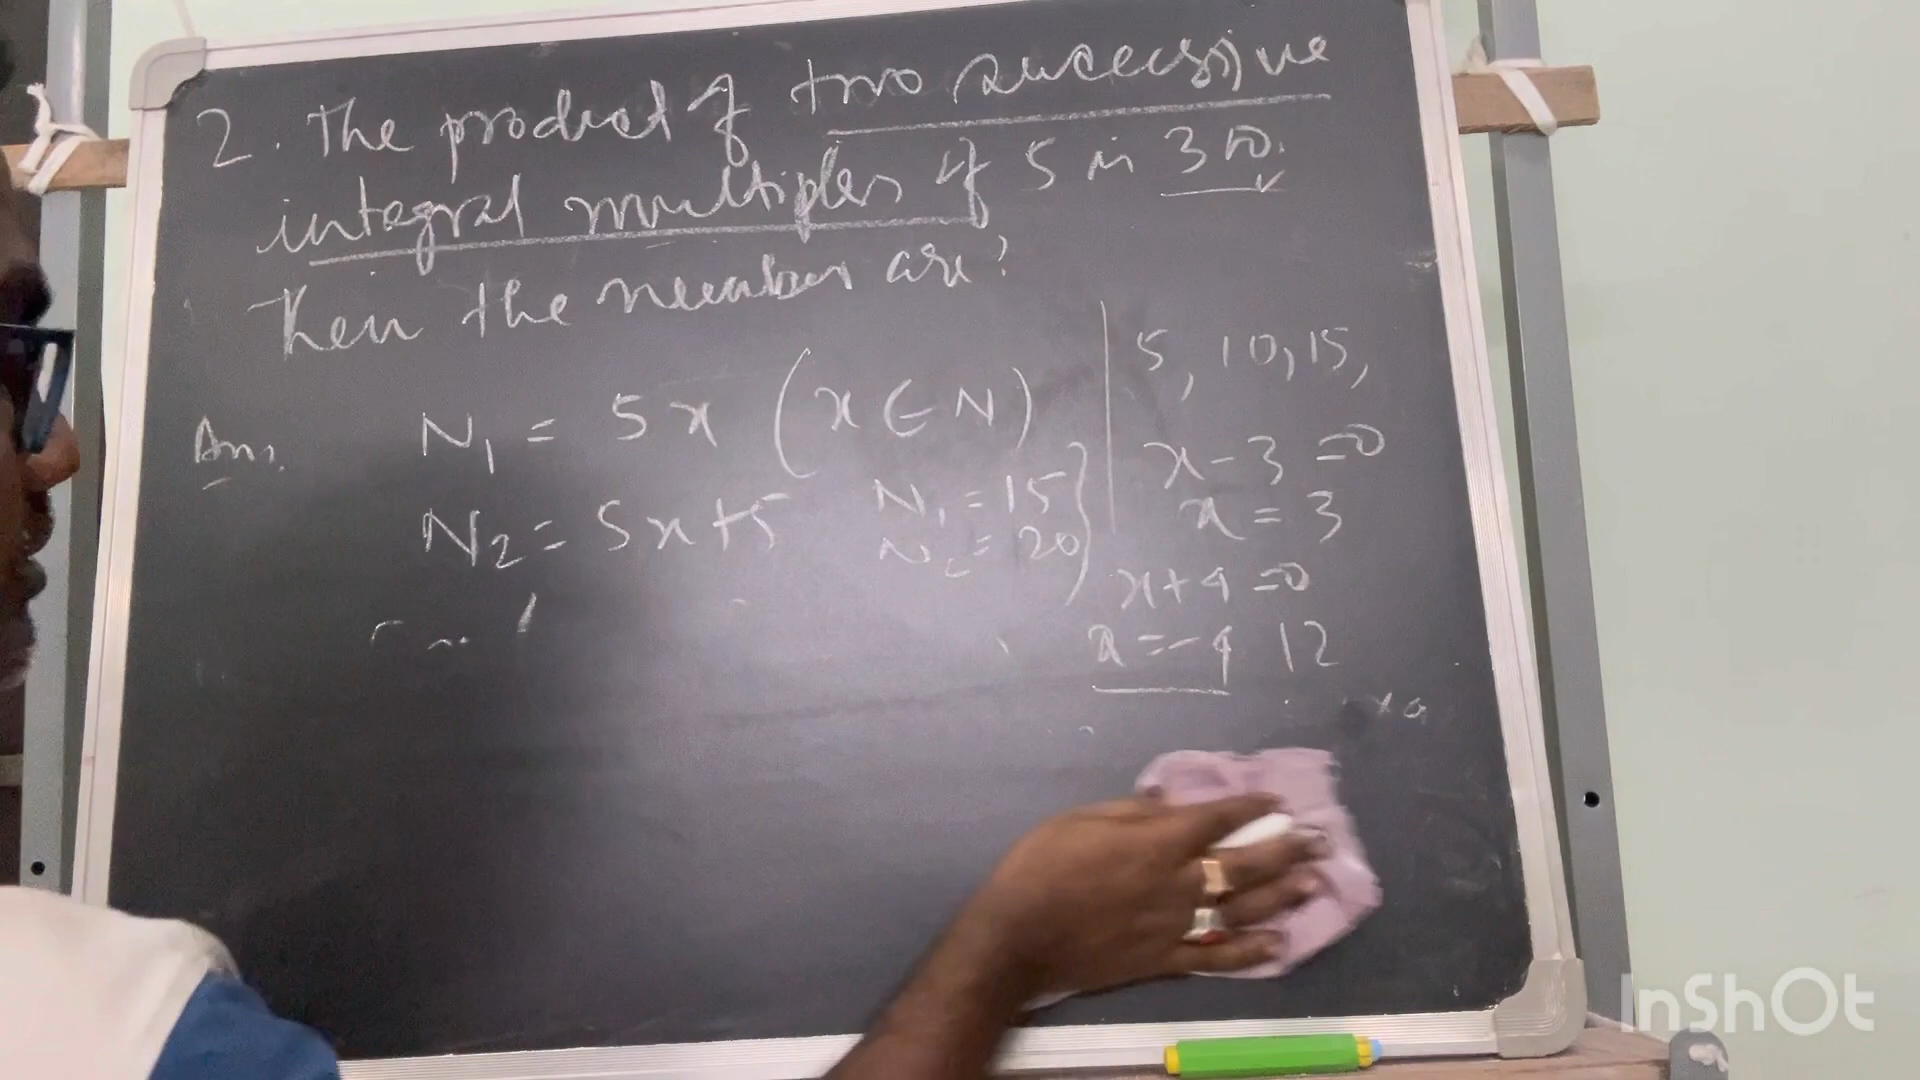 2. The product of two successive
integral multiples of 5 is 300.
Then the numbers are?
Ans.
N₁ = 5x (x ∈ N)
N₂ = 5x+5
N₁ = 15
N₂ = 20
5, 10, 15,
x-3 =0
x = 3
x+4 =0
x =-4 12
InShOt